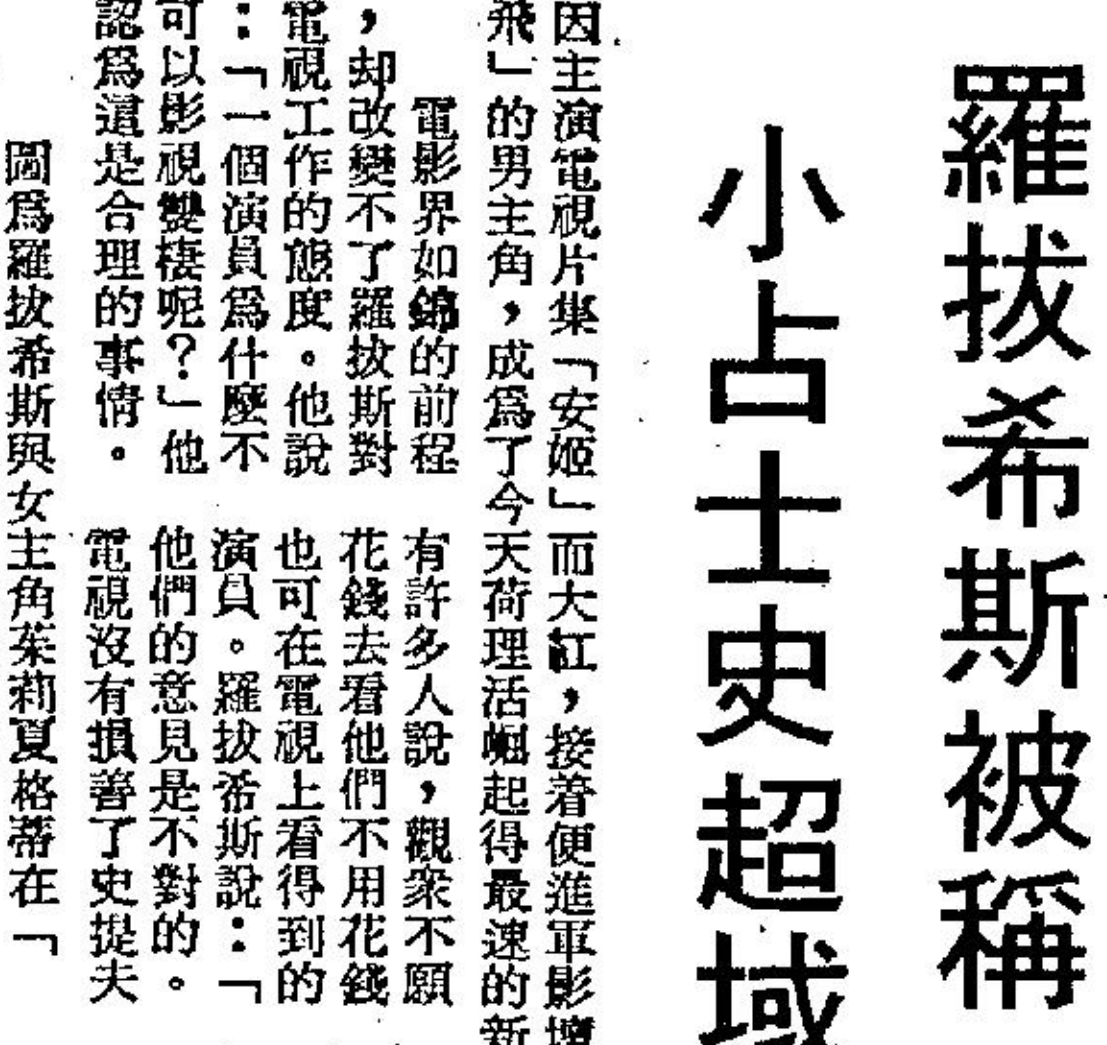 羅拔希斯被稱
小占士史超域
因主演電視片集「安姬」而大紅，接着便進軍影壇
飛」的男主角，成爲了今天荷理活崛起得最速的新
電影界如錦的前程
，却改變不了羅拔斯對
電視工作的態度。他說
：「一個演員爲什麼不
可以影視雙棲呢？」他
認爲這是合理的事情。
有許多人說，觀衆不願
花錢去看他們不用花錢
也可在電視上看得到的
演員。羅拔希斯說：「
他們的意見是不對的。
電視沒有損善了史提夫
圖爲羅拔希斯與女主角茱莉夏格蒂在「